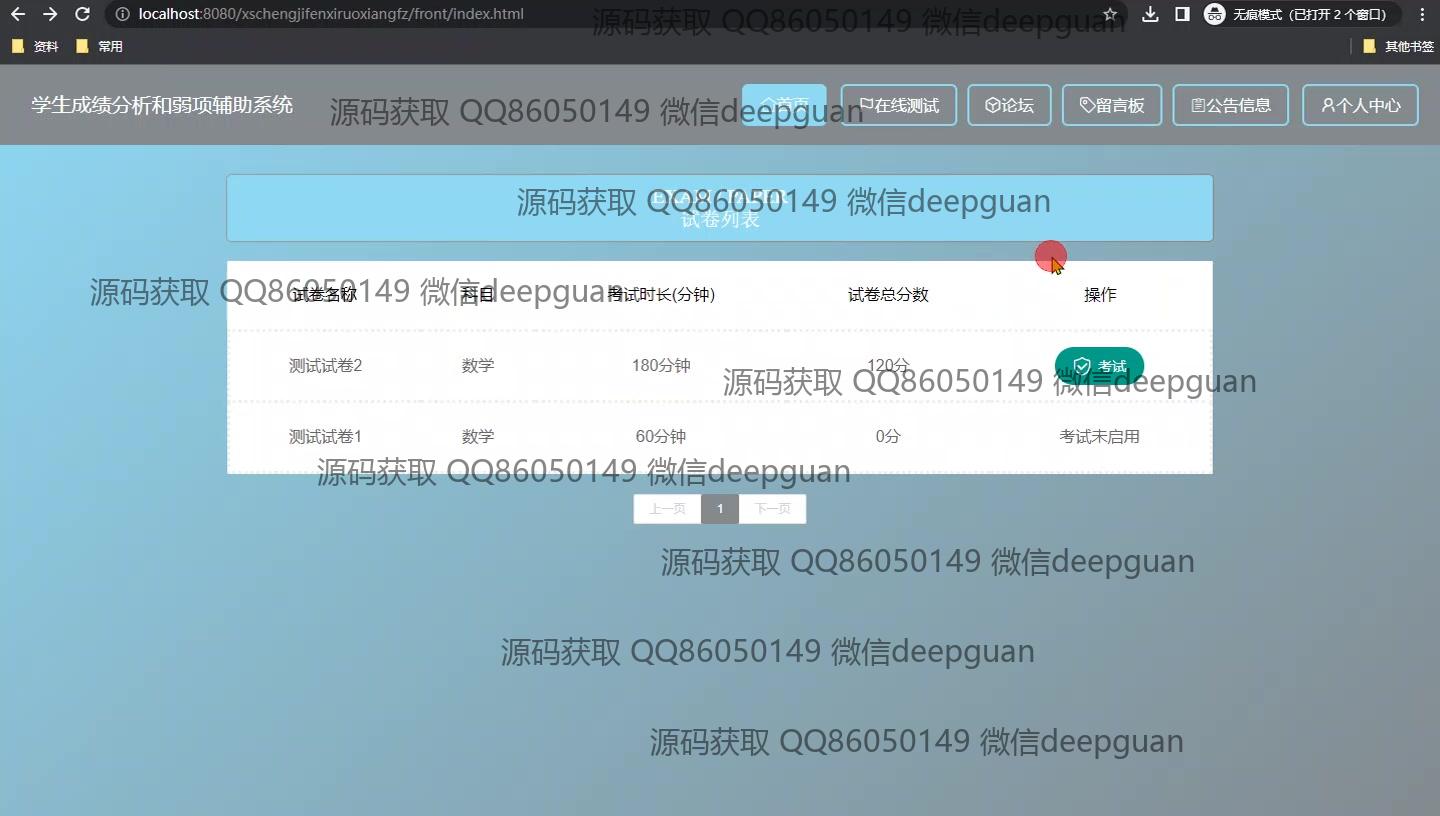 localhost:8080/xschengjifenxiruoxiangfz/front/index.html
无痕模式（已打开 2 个窗口）
资料
常用
其他书签
源码获取 QQ86050149 微信deepguan
学生成绩分析和弱项辅助系统
源码获取 QQ86050149 微信deepguan
首页
在线测试
论坛
留言板
公告信息
个人中心
EXAM / PAPER
试卷列表
源码获取 QQ86050149 微信deepguan
源码获取 QQ86050149 微信deepguan
试卷名称 科目 考试时长(分钟) 试卷总分数 操作
测试试卷2 数学 180分钟 120分 考试
源码获取 QQ86050149 微信deepguan
测试试卷1 数学 60分钟 0分 考试未启用
源码获取 QQ86050149 微信deepguan
上一页 1 下一页
源码获取 QQ86050149 微信deepguan
源码获取 QQ86050149 微信deepguan
源码获取 QQ86050149 微信deepguan